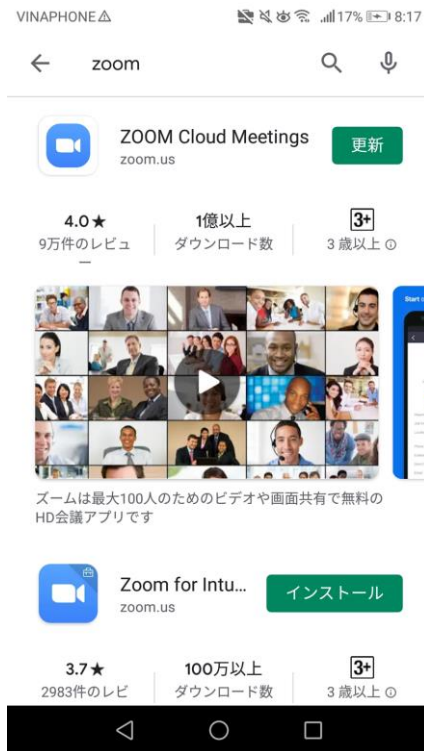 VINAPHONE 17% 8:17
zoom
ZOOM Cloud Meetings
zoom.us
更新
4.0★ 1億以上 3+
9万件のレビュー ダウンロード数 3 歳以上
Start
ズームは最大100人のためのビデオや画面共有で無料の
HD会議アプリです
Zoom for Intu...
zoom.us
インストール
3.7★ 100万以上 3+
2983件のレビ ダウンロード数 3 歳以上